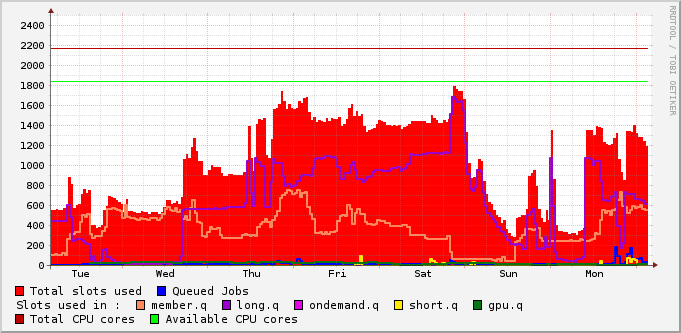 2400
2200
2000
1800
1600
1400
1200
1000
800
600
400
200
0
Tue Wed Thu Fri Sat Sun Mon
Total slots used Queued Jobs
Slots used in : member.q long.q ondemand.q short.q gpu.q
Total CPU cores Available CPU cores
RRDTOOL / TOBI OETIKER